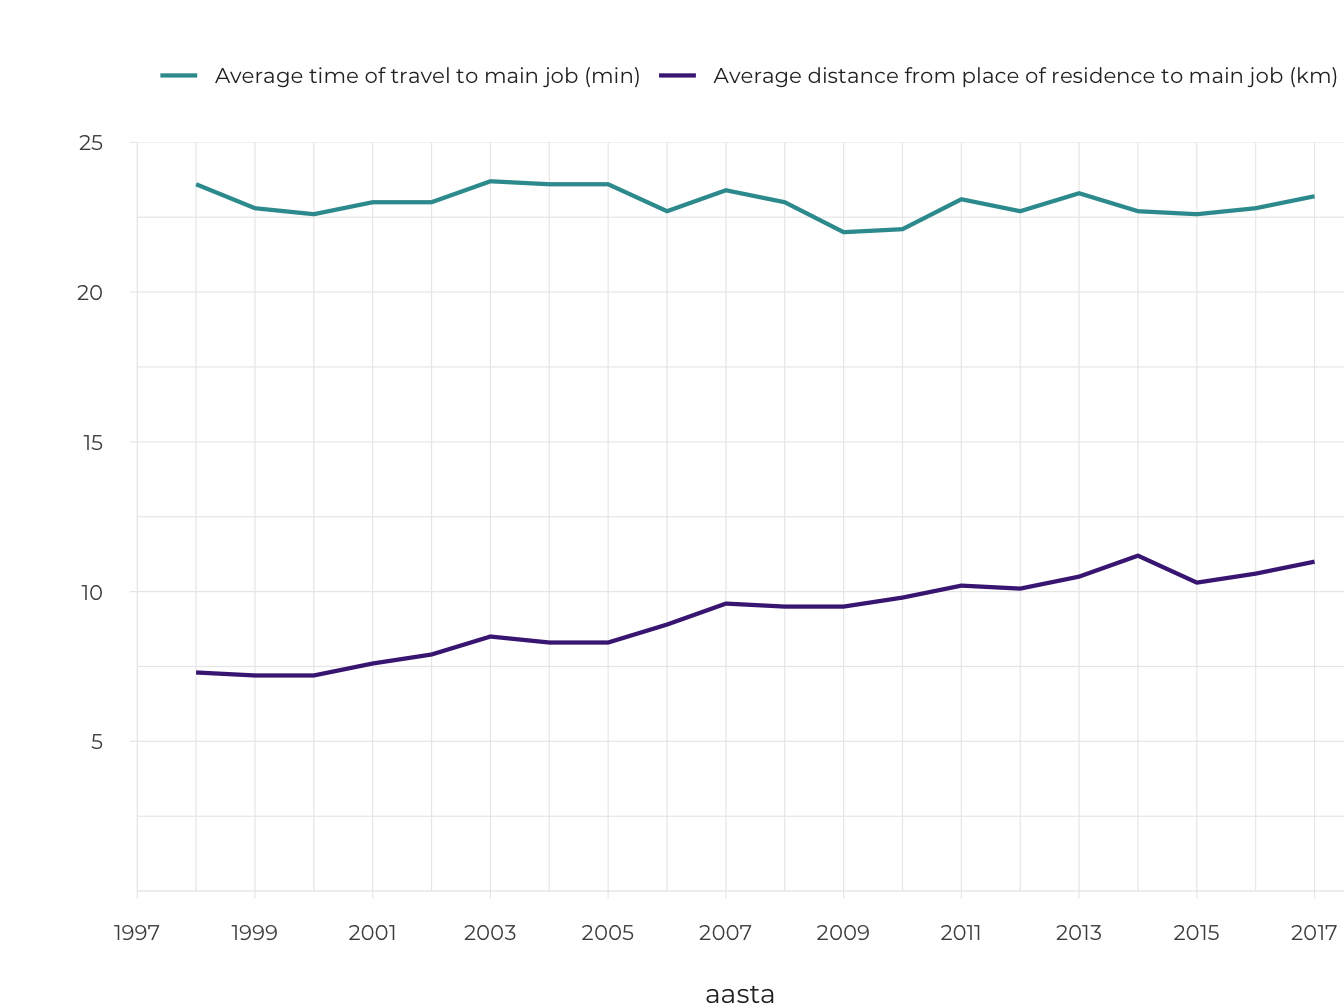 Average time of travel to main job (min) Average distance from place of residence to main job (km)
25
20
15
10
5
1997 1999 2001 2003 2005 2007 2009 2011 2013 2015 2017
aasta